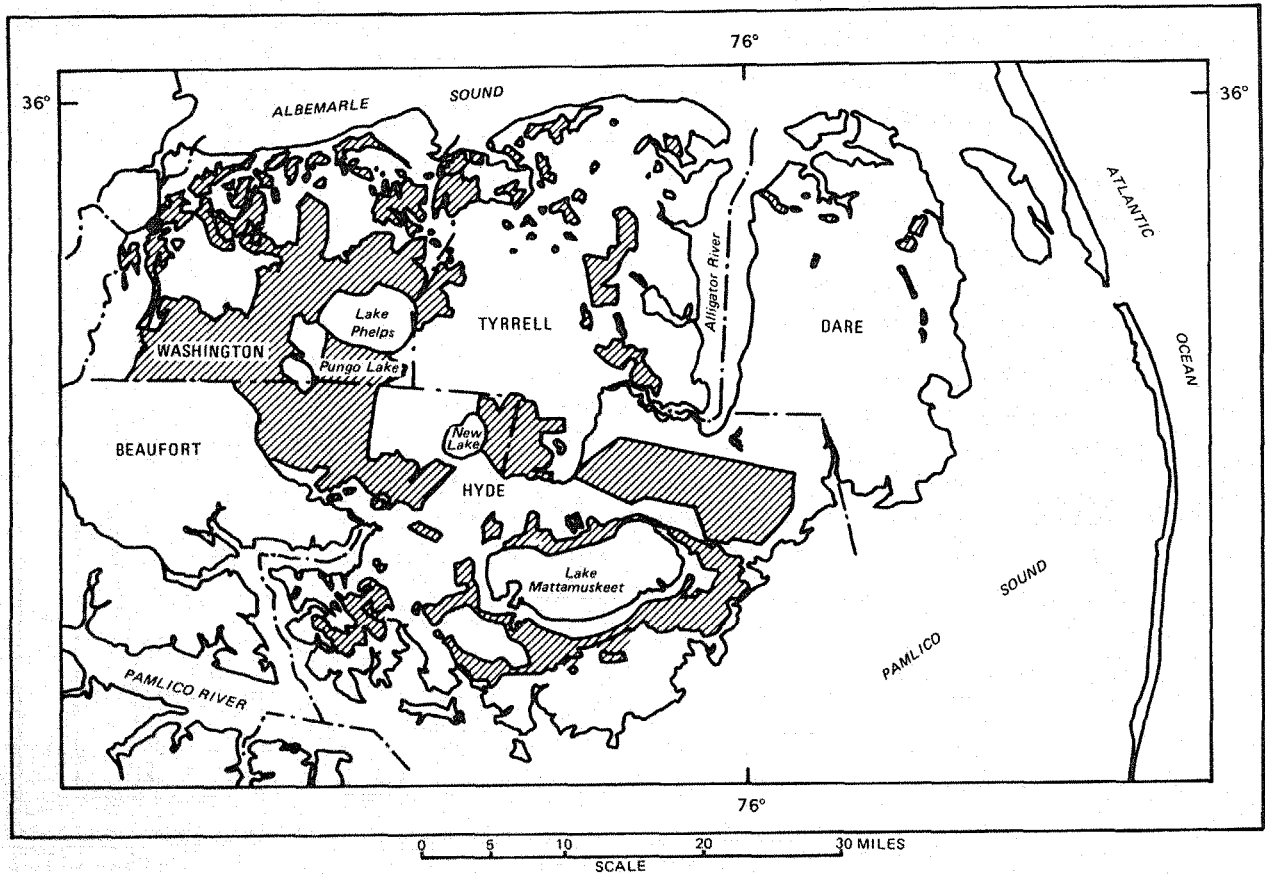 76°
36°
36°
ALBEMARLE SOUND
ATLANTIC
OCEAN
Alligator River
Lake
Phelps
TYRRELL
DARE
WASHINGTON
Pungo Lake
BEAUFORT
New
Lake
HYDE
Lake
Mattamuskeet
SOUND
PAMLICO
PAMLICO RIVER
76°
0 5 10 20 30 MILES
SCALE